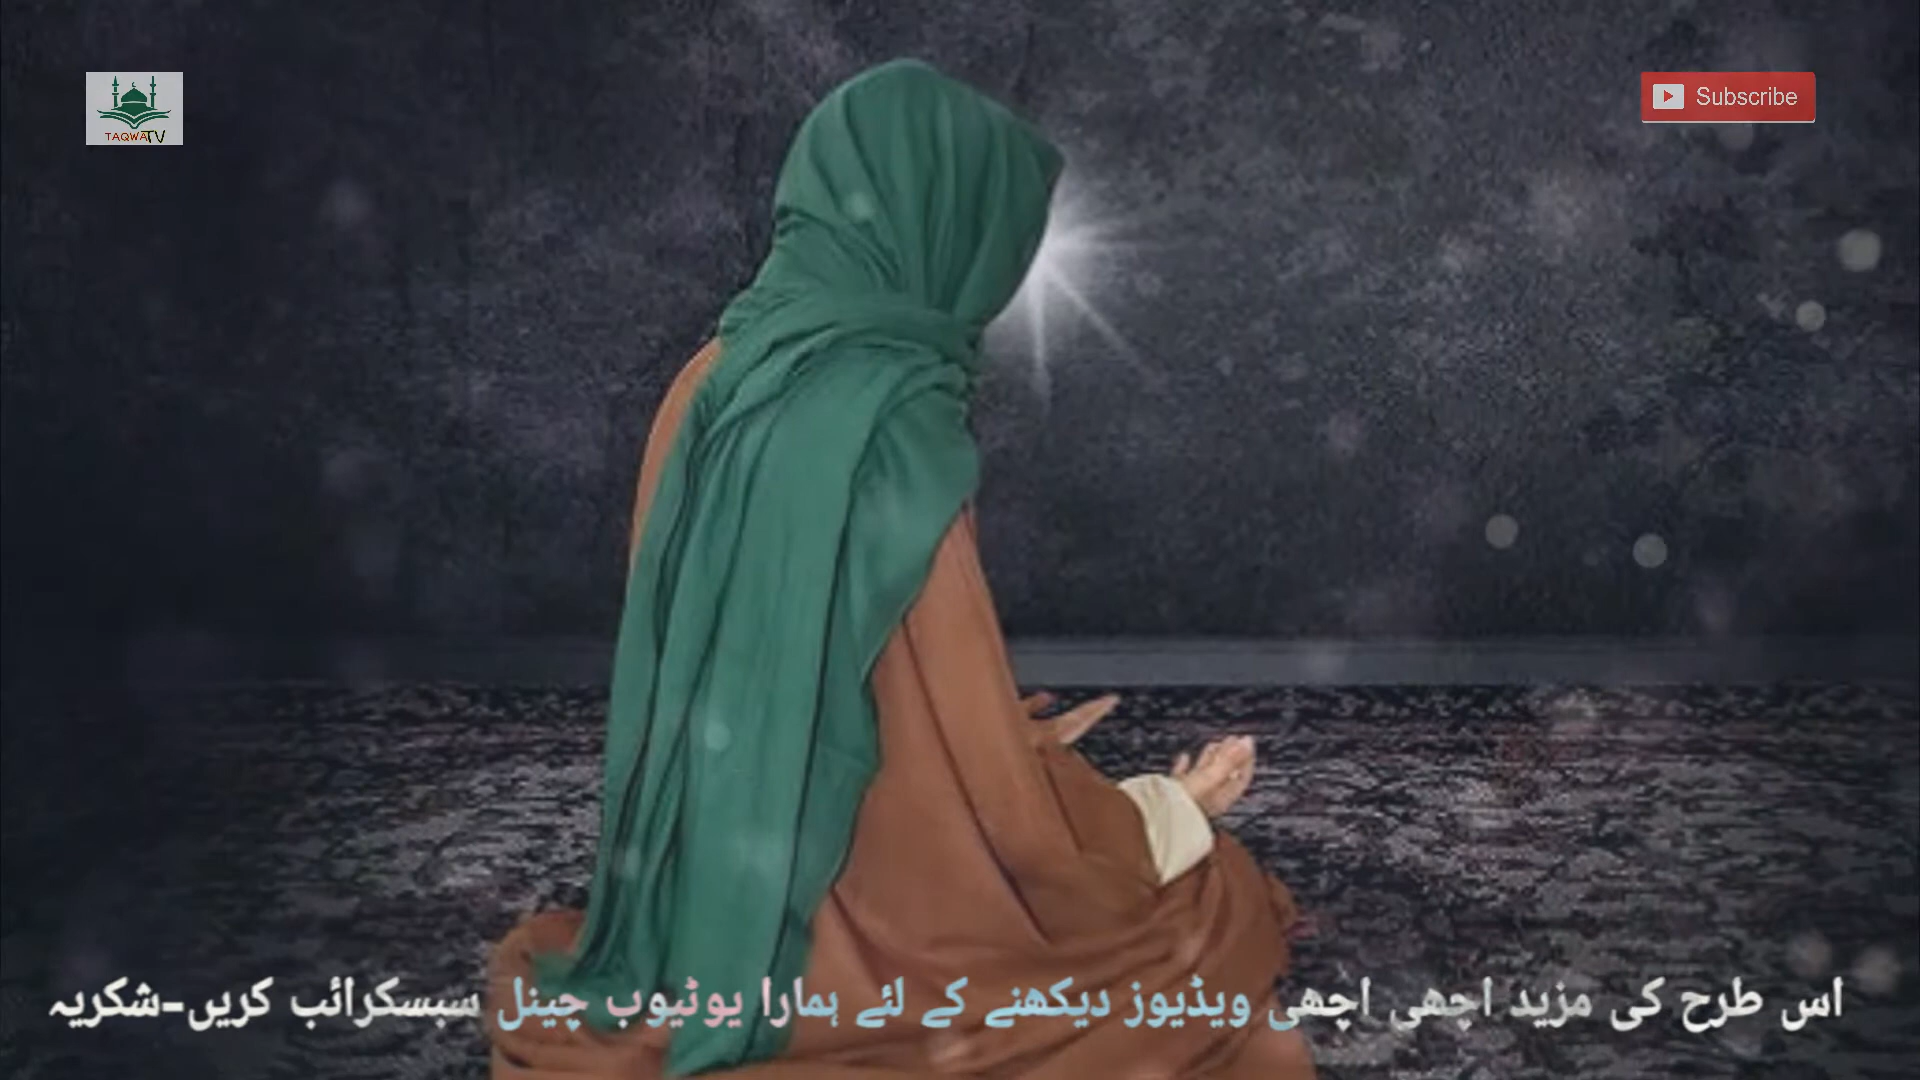 TAQWA TV
Subscribe
اس طرح کی مزید اچھی اچھی ویڈیوز دیکھنے کے لئے ہمارا یوٹیوب چینل سبسکرائب کریں-شکریہ